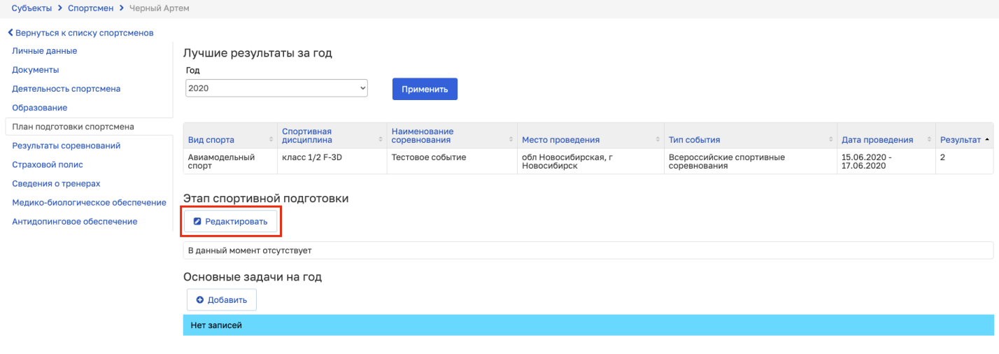 Субъекты > Спортсмен > Черный Артем
Вернуться к списку спортсменов
Личные данные
Документы
Деятельность спортсмена
Образование
План подготовки спортсмена
Результаты соревнований
Страховой полис
Сведения о тренерах
Медико-биологическое обеспечение
Антидопинговое обеспечение
Лучшие результаты за год
Год
2020
Применить
Вид спорта
Спортивная
дисциплина
Наименование
соревнования
Место проведения
Тип события
Дата проведения
Результат
Авиамодельный
спорт
класс 1/2 F-3D
Тестовое событие
обл Новосибирская, г
Новосибирск
Всероссийские спортивные
соревнования
15.06.2020 -
17.06.2020
2
Этап спортивной подготовки
Редактировать
В данный момент отсутствует
Основные задачи на год
Добавить
Нет записей